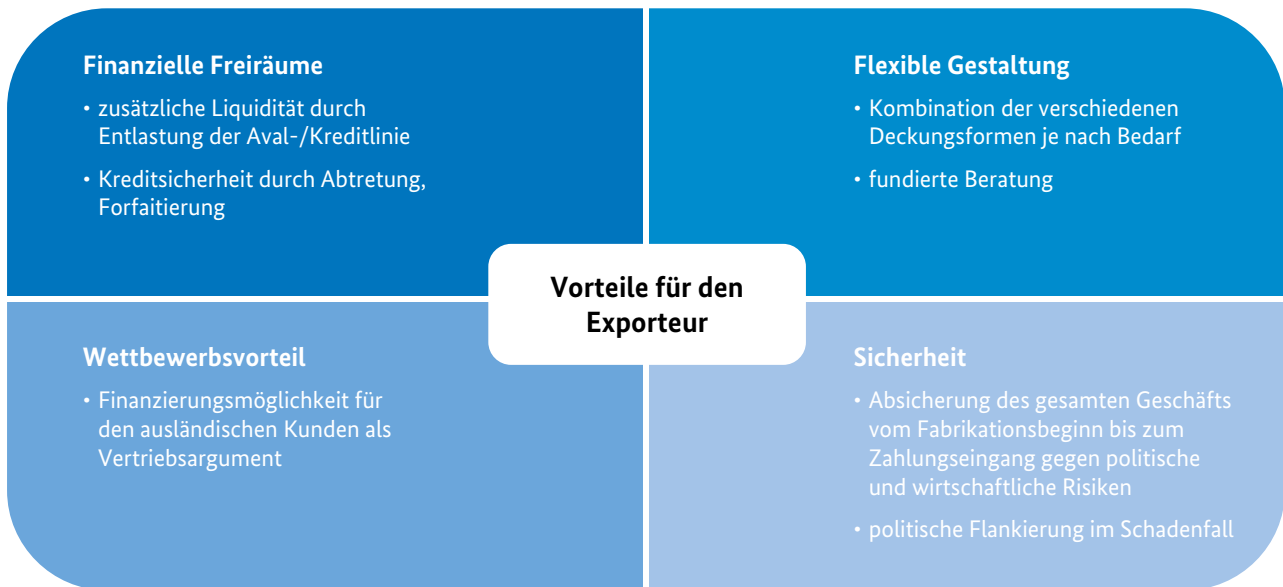 Finanzielle Freiräume
• zusätzliche Liquidität durch
Entlastung der Aval-/Kreditlinie
• Kreditsicherheit durch Abtretung,
Forfaitierung
Flexible Gestaltung
• Kombination der verschiedenen
Deckungsformen je nach Bedarf
• fundierte Beratung
Vorteile für den
Exporteur
Wettbewerbsvorteil
• Finanzierungsmöglichkeit für
den ausländischen Kunden als
Vertriebsargument
Sicherheit
• Absicherung des gesamten Geschäfts
vom Fabrikationsbeginn bis zum
Zahlungseingang gegen politische
und wirtschaftliche Risiken
• politische Flankierung im Schadenfall